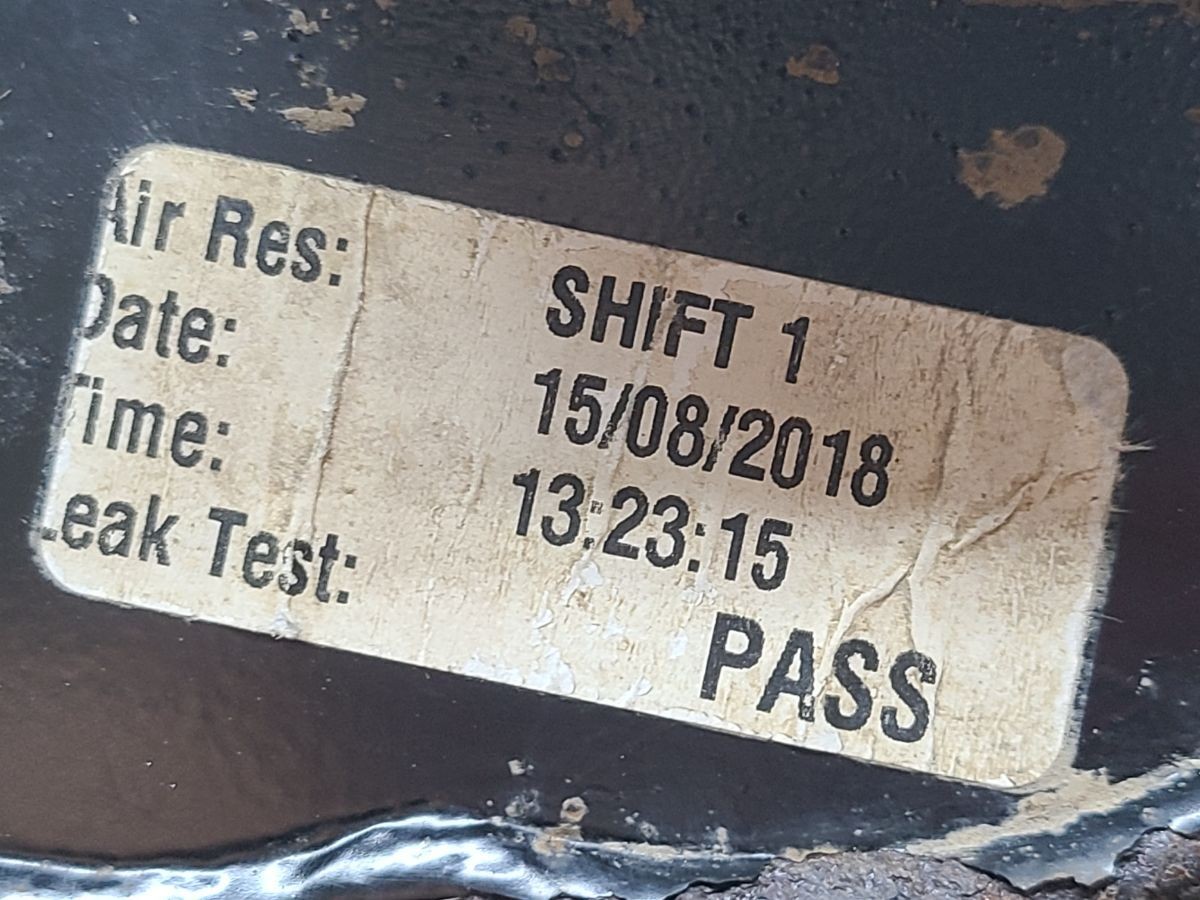 Air Res: SHIFT 1
Date: 15/08/2018
Time: 13:23:15
Leak Test: PASS